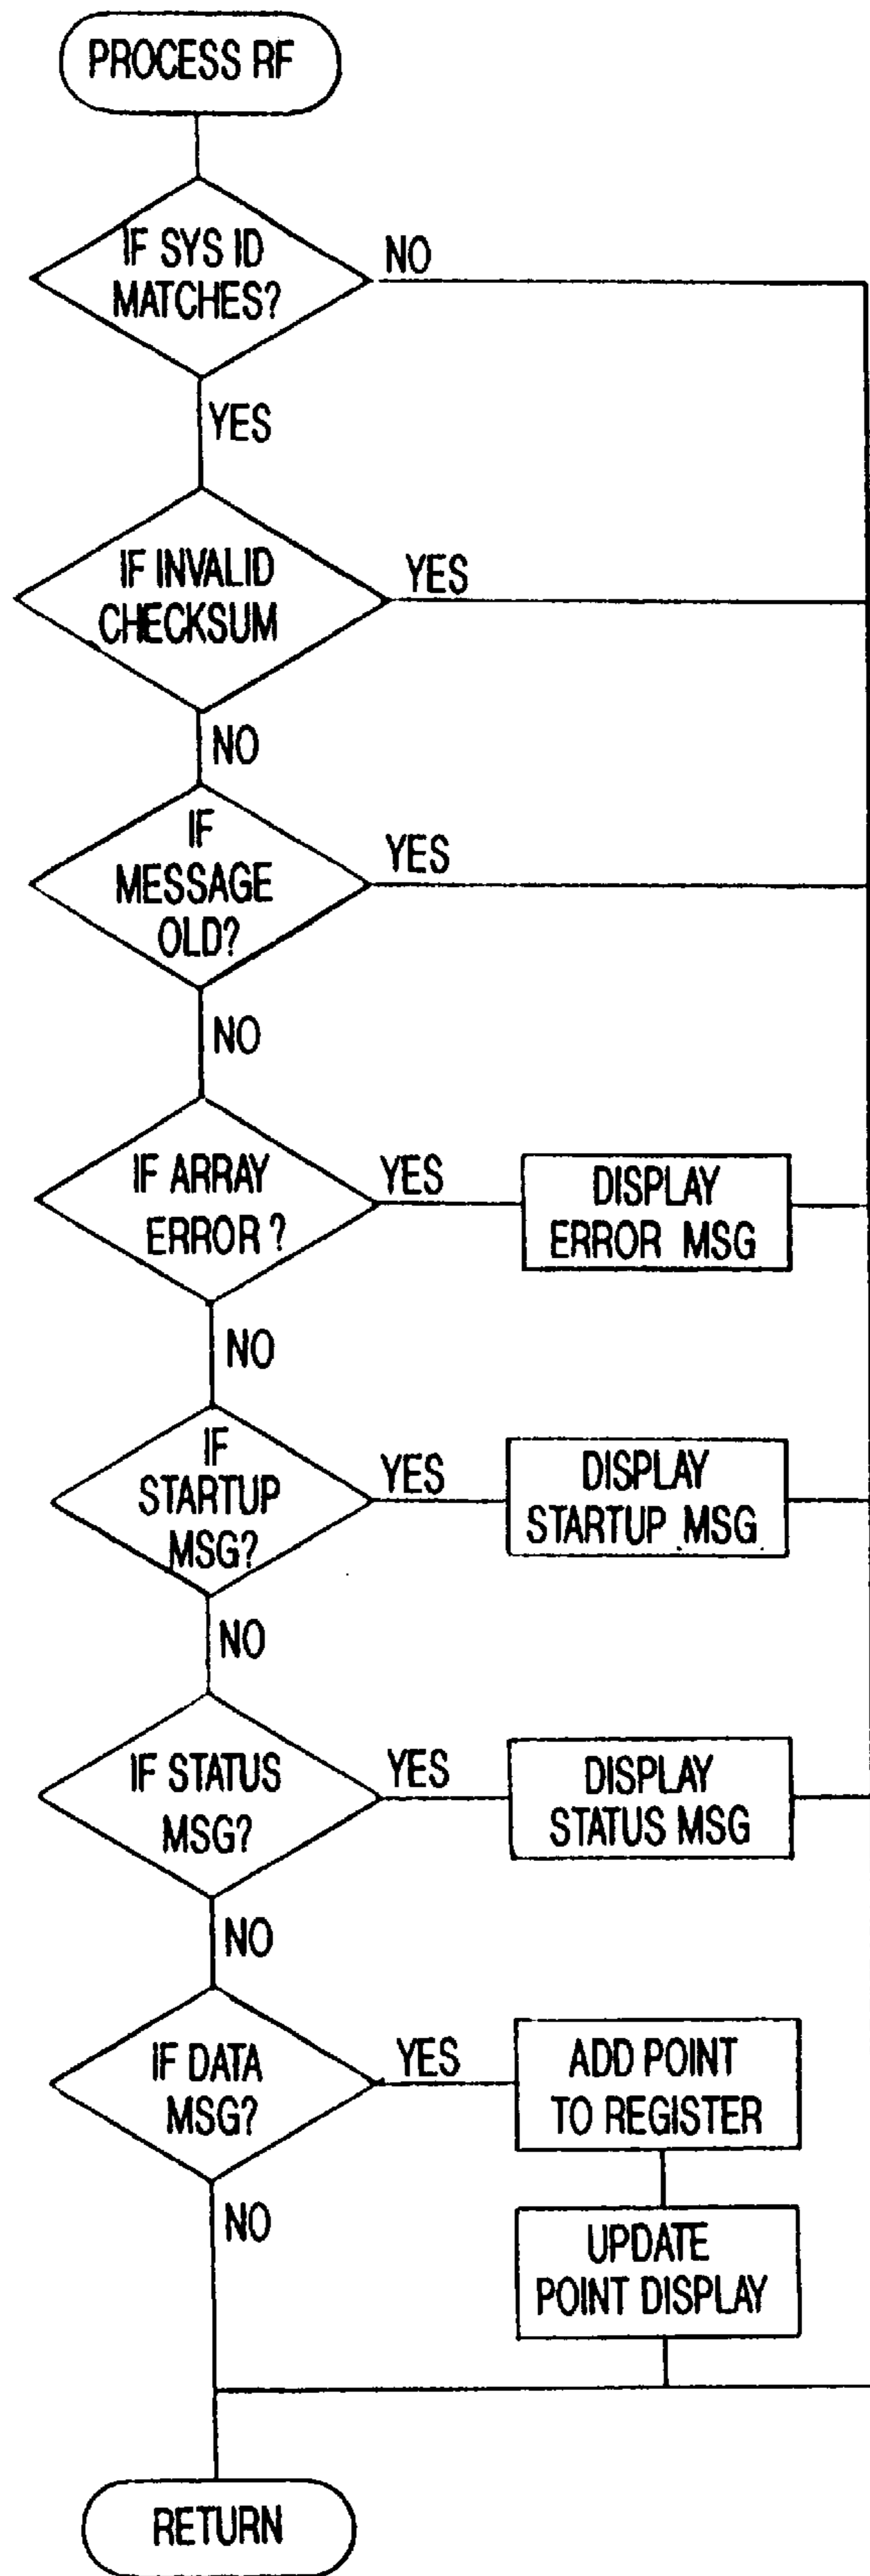 PROCESS RF
IF SYS ID
MATCHES?
NO
YES
IF INVALID
CHECKSUM
YES
NO
IF
MESSAGE
OLD?
YES
NO
IF ARRAY
ERROR?
YES
DISPLAY
ERROR MSG
NO
IF
STARTUP
MSG?
YES
DISPLAY
STARTUP MSG
NO
IF STATUS
MSG?
YES
DISPLAY
STATUS MSG
NO
IF DATA
MSG?
YES
ADD POINT
TO REGISTER
NO
UPDATE
POINT DISPLAY
RETURN